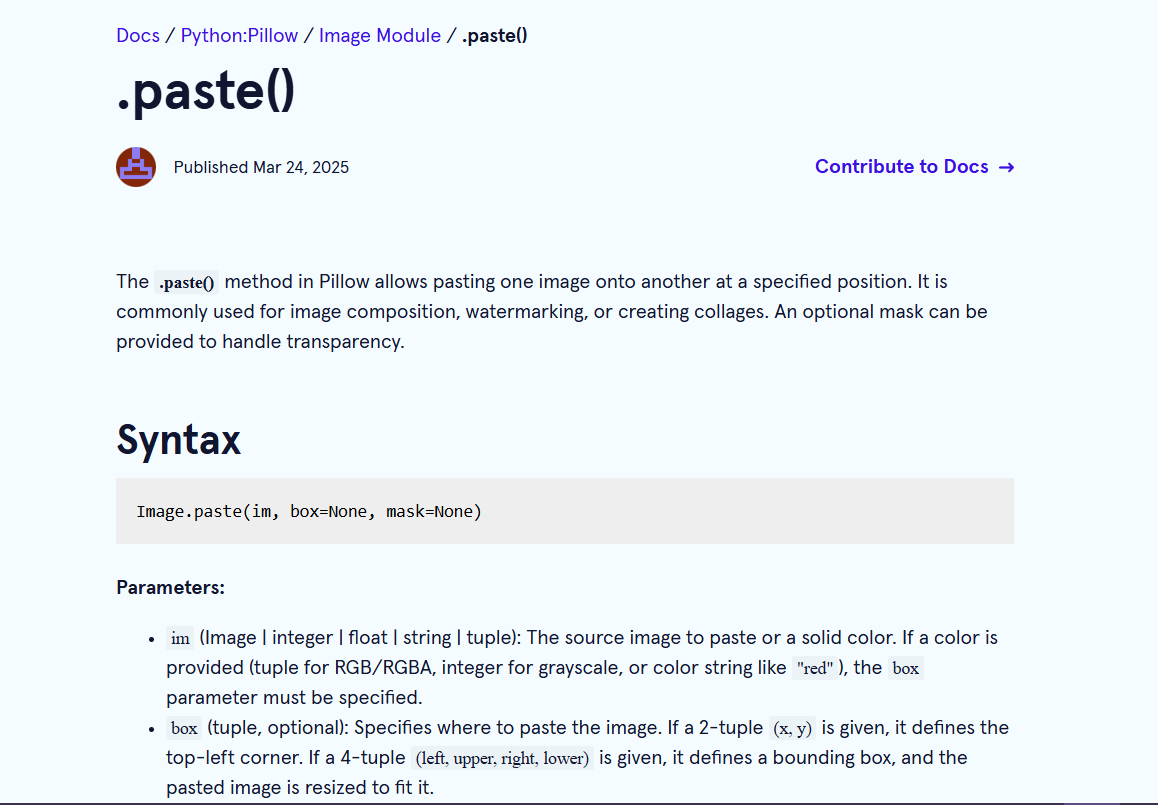 Docs / Python:Pillow / Image Module / .paste()
.paste()
Published Mar 24, 2025
Contribute to Docs →
The .paste() method in Pillow allows pasting one image onto another at a specified position. It is
commonly used for image composition, watermarking, or creating collages. An optional mask can be
provided to handle transparency.
Syntax
Image.paste(im, box=None, mask=None)
Parameters:
• im (Image | integer | float | string | tuple): The source image to paste or a solid color. If a color is
provided (tuple for RGB/RGBA, integer for grayscale, or color string like "red" ), the box
parameter must be specified.
• box (tuple, optional): Specifies where to paste the image. If a 2-tuple (x, y) is given, it defines the
top-left corner. If a 4-tuple (left, upper, right, lower) is given, it defines a bounding box, and the
pasted image is resized to fit it.